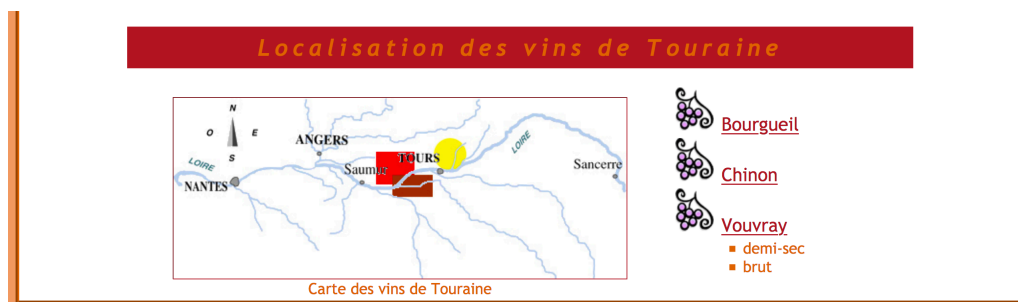 Localisation des vins de Touraine
N
O E
S
LOIRE
NANTES
ANGERS
Saumur
TOURS
LOIRE
Sancerre
Carte des vins de Touraine
Bourgueil
Chinon
Vouvray
demi-sec
brut